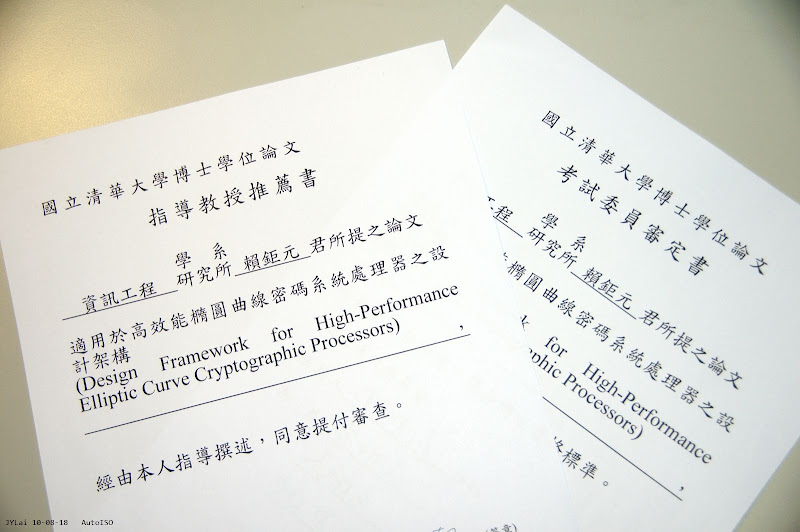 國立清華大學博士學位論文
指導教授推薦書
學系
資訊工程 研究所 賴鉅元 君所提之論文
適用於高效能橢圓曲線密碼系統處理器之設
計架構
(Design Framework for High-Performance
Elliptic Curve Cryptographic Processors) ，
經由本人指導撰述，同意提付審查。
國立清華大學博士學位論文
考試委員審定書
學系
工程 研究所 賴鉅元 君所提之論文
橢圓曲線密碼系統處理器之設
for High-Performance
Processors)
，
標準。
JYLai 10-08-18 AutoISO